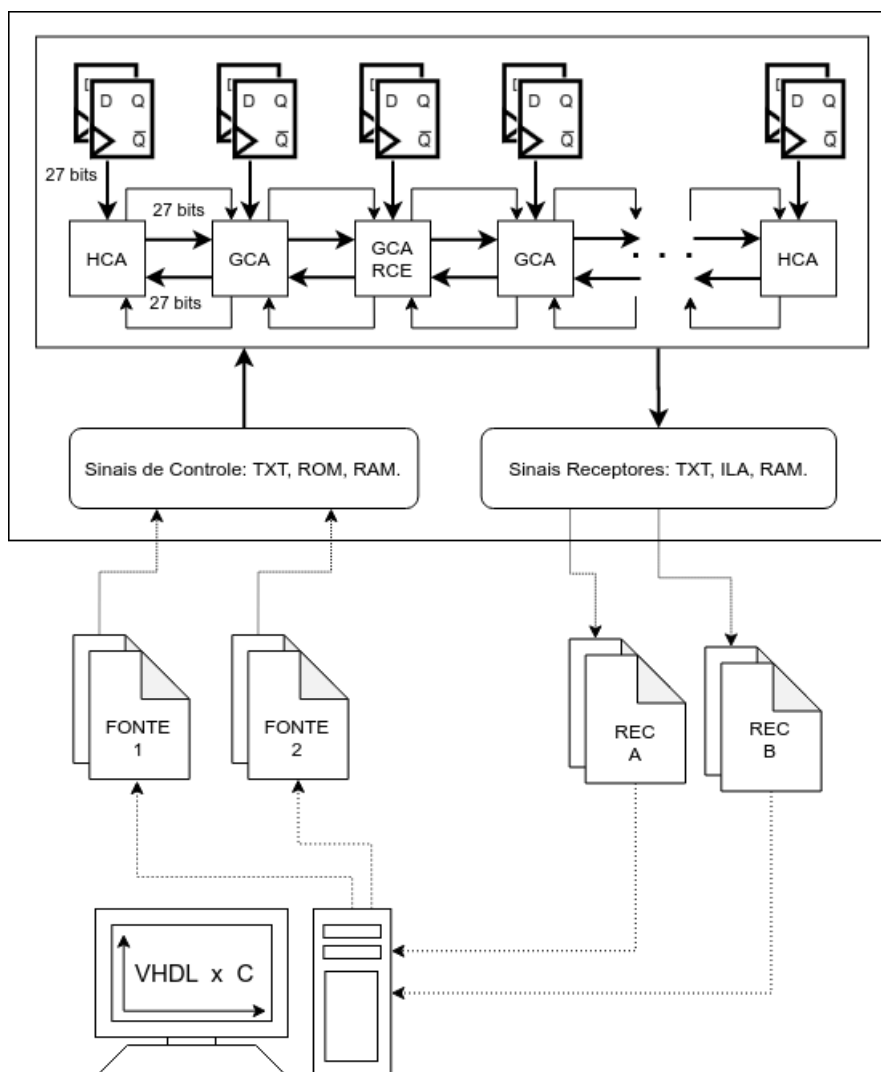 D Q D Q D Q D Q D Q
Q Q Q Q Q
27 bits
27 bits
HCA GCA GCA RCE GCA . . . HCA
27 bits
Sinais de Controle: TXT, ROM, RAM.
Sinais Receptores: TXT, ILA, RAM.
FONTE
1
FONTE
2
REC
A
REC
B
VHDL x C